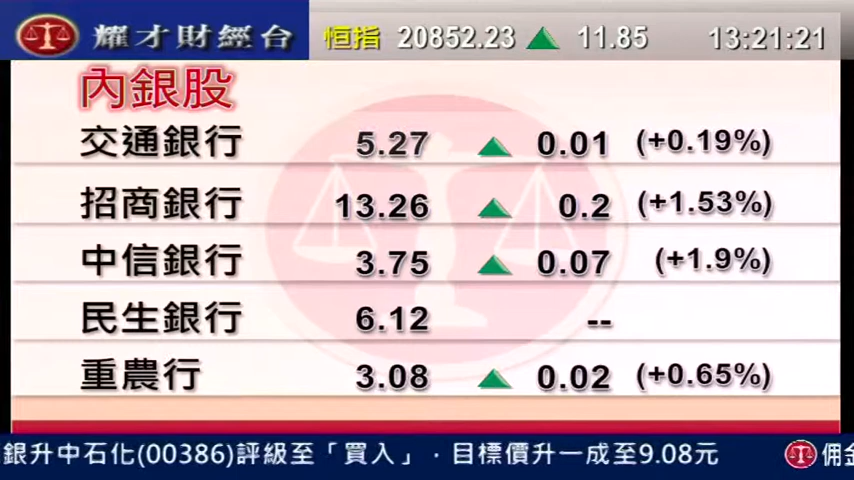 耀才財經台 恒指 20852.23 ▲ 11.85 13:21:21
內銀股
交通銀行 5.27 ▲ 0.01 (+0.19%)
招商銀行 13.26 ▲ 0.2 (+1.53%)
中信銀行 3.75 ▲ 0.07 (+1.9%)
民生銀行 6.12 --
重農行 3.08 ▲ 0.02 (+0.65%)
銀升中石化(00386)評級至「買入」﹒目標價升一成至9.08元 佣金